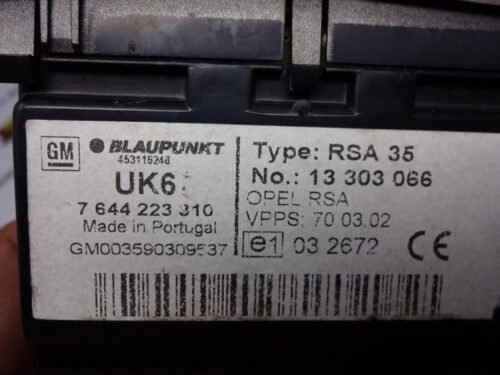 GM
BLAUPUNKT
453115246
UK6
7 644 223 310
Made in Portugal
GM003590309537
Type: RSA 35
No.: 13 303 066
OPEL RSA
VPPS: 70 03.02
e1 03 2672 CE